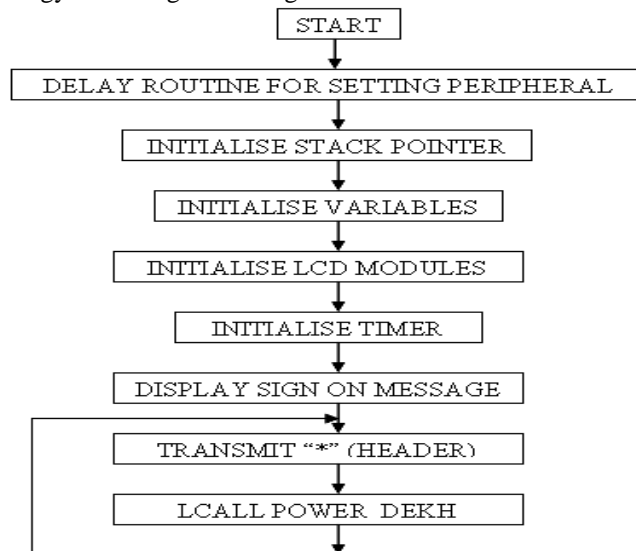 START
DELAY ROUTINE FOR SETTING PERIPHERAL
INITIALISE STACK POINTER
INITIALISE VARIABLES
INITIALISE LCD MODULES
INITIALISE TIMER
DISPLAY SIGN ON MESSAGE
TRANSMIT “*” (HEADER)
LCALL POWER DEKH